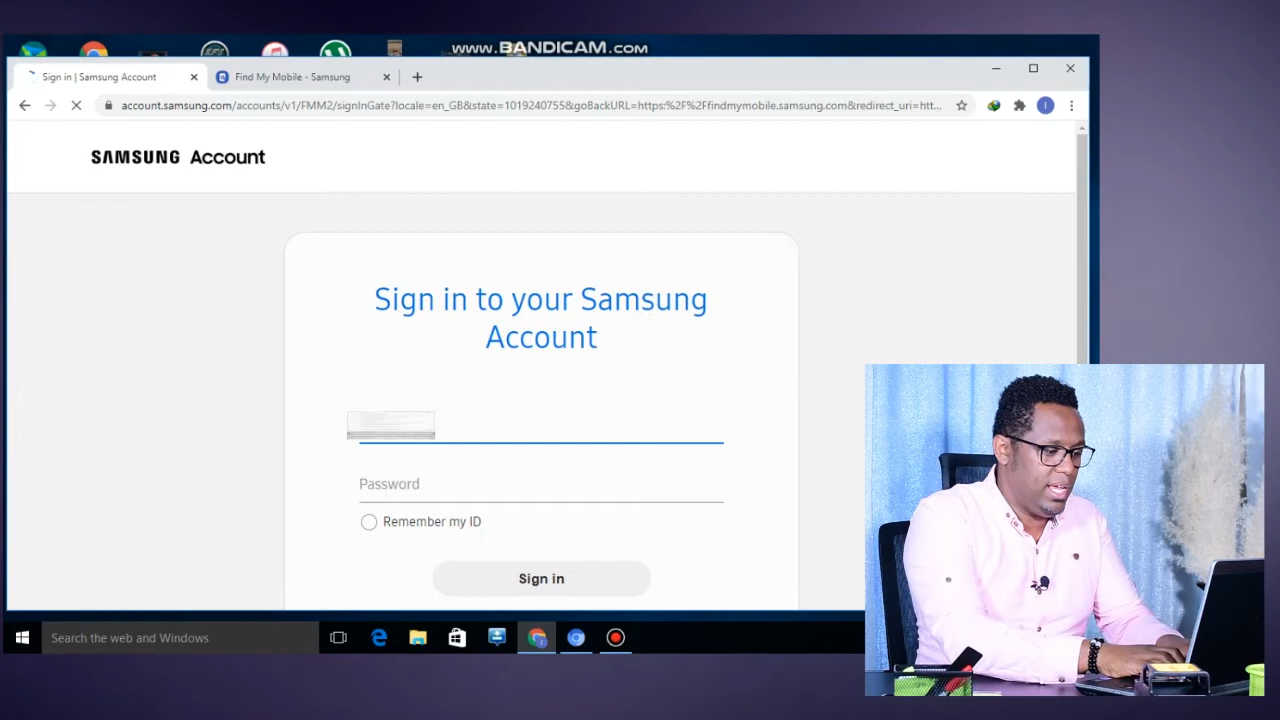 www.BANDICAM.com
Sign in | Samsung Account
Find My Mobile - Samsung
account.samsung.com/accounts/v1/FMM2/signInGate?locale=en_GB&state=1019240755&goBackURL=https:%2F%2Ffindmymobile.samsung.com&redirect_uri=htt...
SAMSUNG Account
Sign in to your Samsung
Account
Password
Remember my ID
Sign in
Search the web and Windows